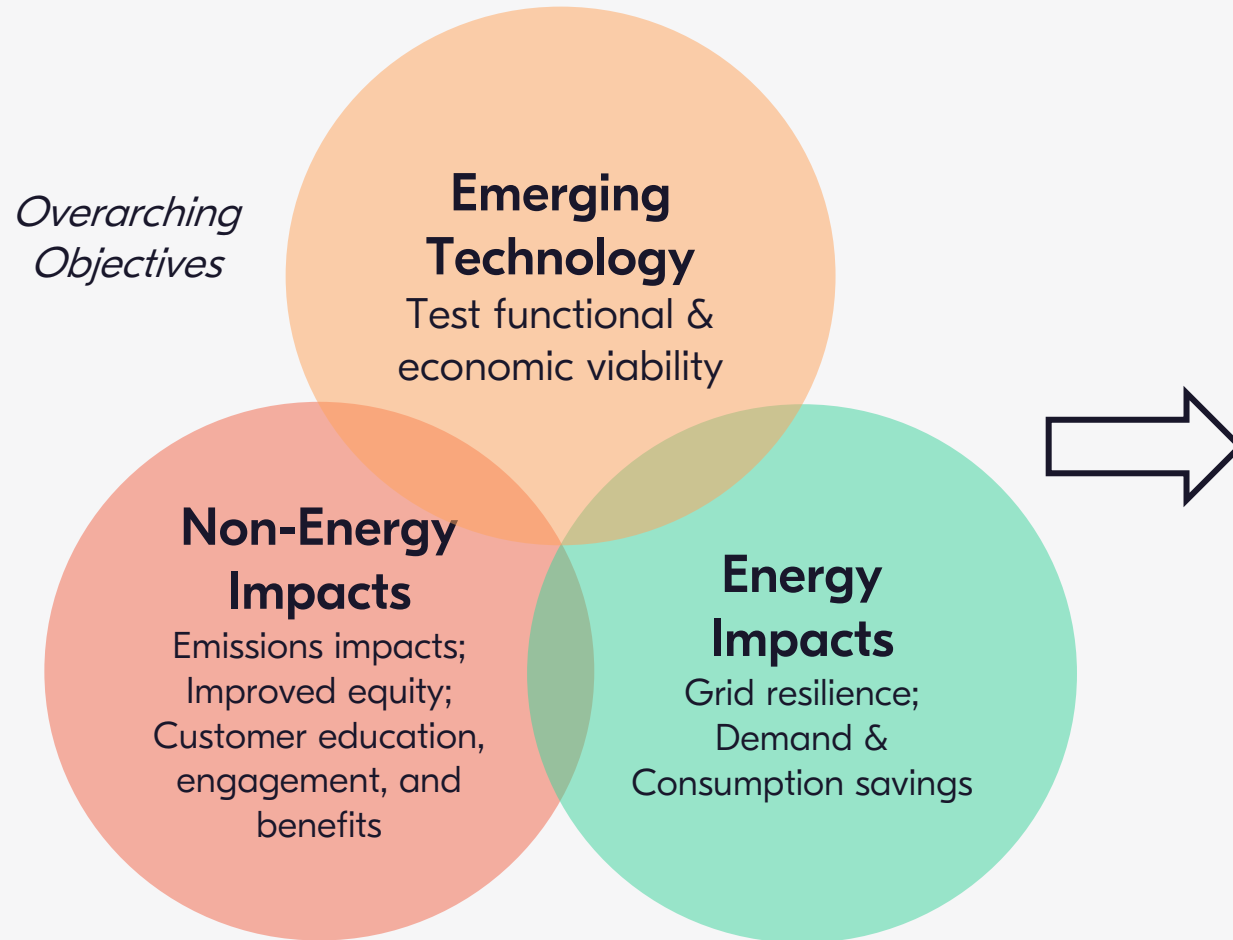 Overarching
Objectives
Emerging
Technology
Test functional &
economic viability
Non-Energy
Impacts
Emissions impacts;
Improved equity;
Customer education,
engagement, and
benefits
Energy
Impacts
Grid resilience;
Demand &
Consumption savings